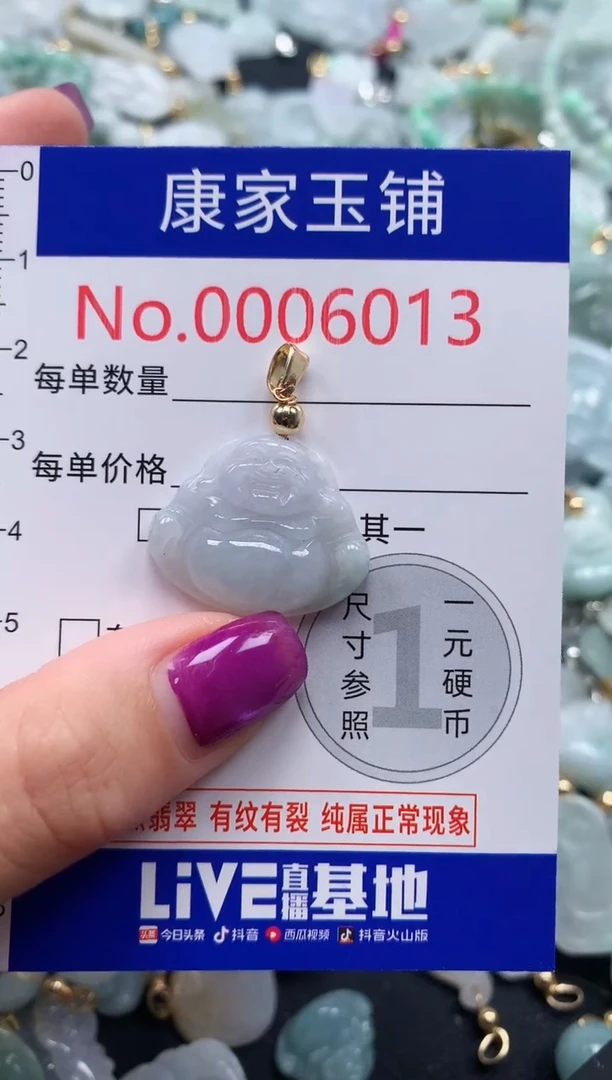 康家玉铺
No.0006013
0
1
2
3
4
5
每单数量
每单价格
其一
尺寸参照
1
一元硬币
翡翠 有纹有裂 纯属正常现象
LiVE直播基地
头条 今日头条 抖音 西瓜视频 抖音火山版